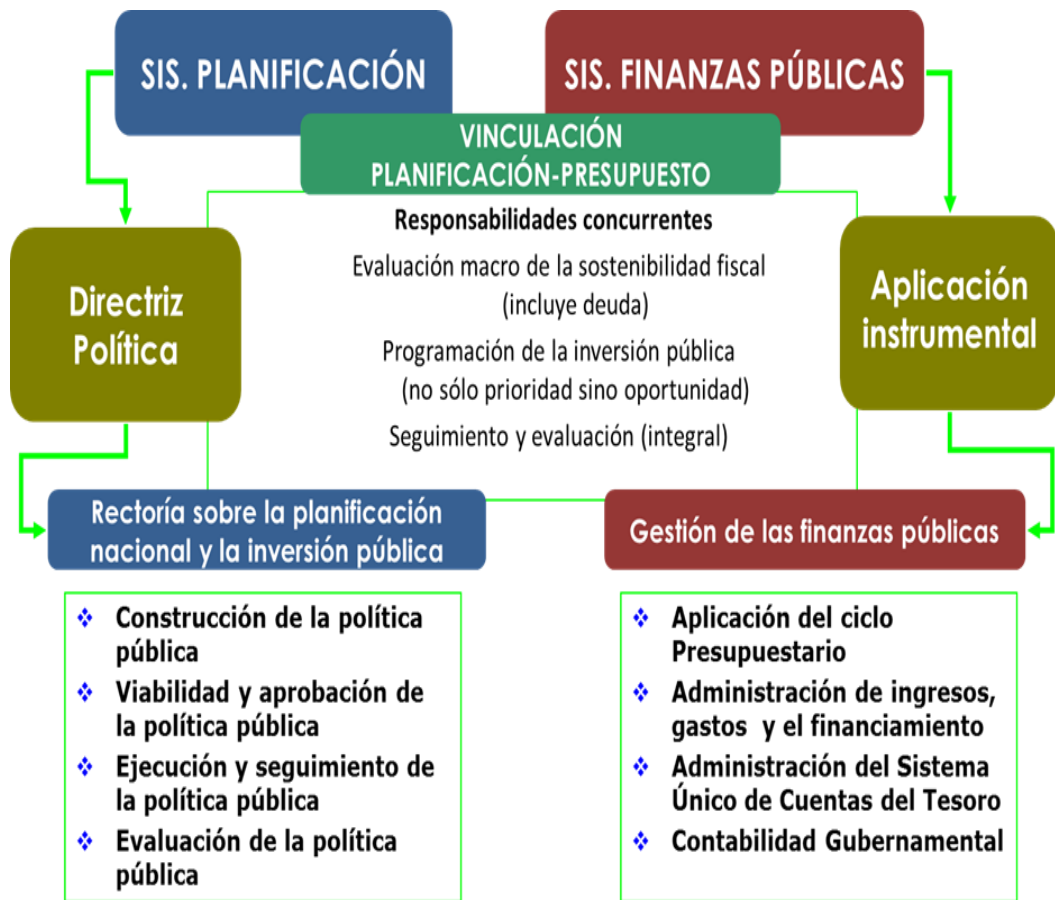 SIS. PLANIFICACIÓN
SIS. FINANZAS PÚBLICAS
VINCULACIÓN
PLANIFICACIÓN-PRESUPUESTO
Responsabilidades concurrentes
Evaluación macro de la sostenibilidad fiscal
(incluye deuda)
Programación de la inversión pública
(no sólo prioridad sino oportunidad)
Seguimiento y evaluación (integral)
Directriz
Política
Aplicación
instrumental
Rectoría sobre la planificación
nacional y la inversión pública
Construcción de la política
pública
Viabilidad y aprobación de
la política pública
Ejecución y seguimiento de
la política pública
Evaluación de la política
pública
Gestión de las finanzas públicas
Aplicación del ciclo
Presupuestario
Administración de ingresos,
gastos y el financiamiento
Administración del Sistema
Único de Cuentas del Tesoro
Contabilidad Gubernamental